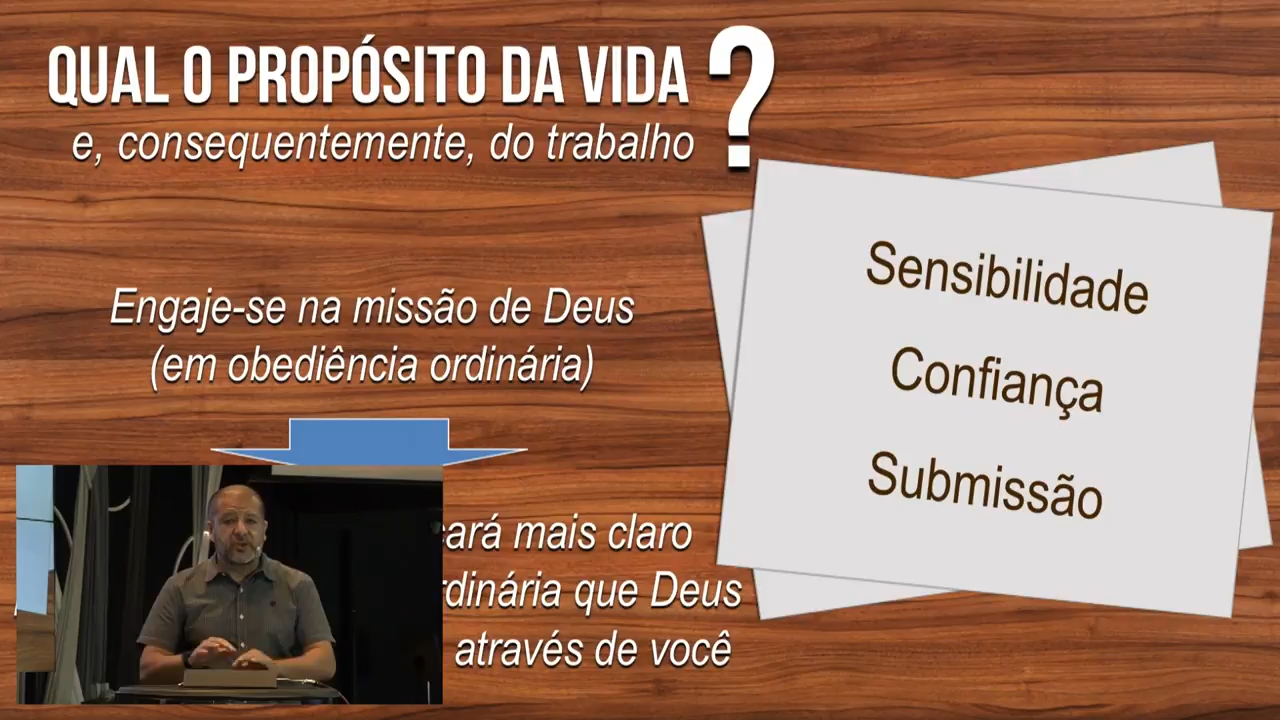 QUAL O PROPÓSITO DA VIDA?
e, consequentemente, do trabalho
Engaje-se na missão de Deus
(em obediência ordinária)
mais claro
que Deus
através de você
Sensibilidade
Confiança
Submissão